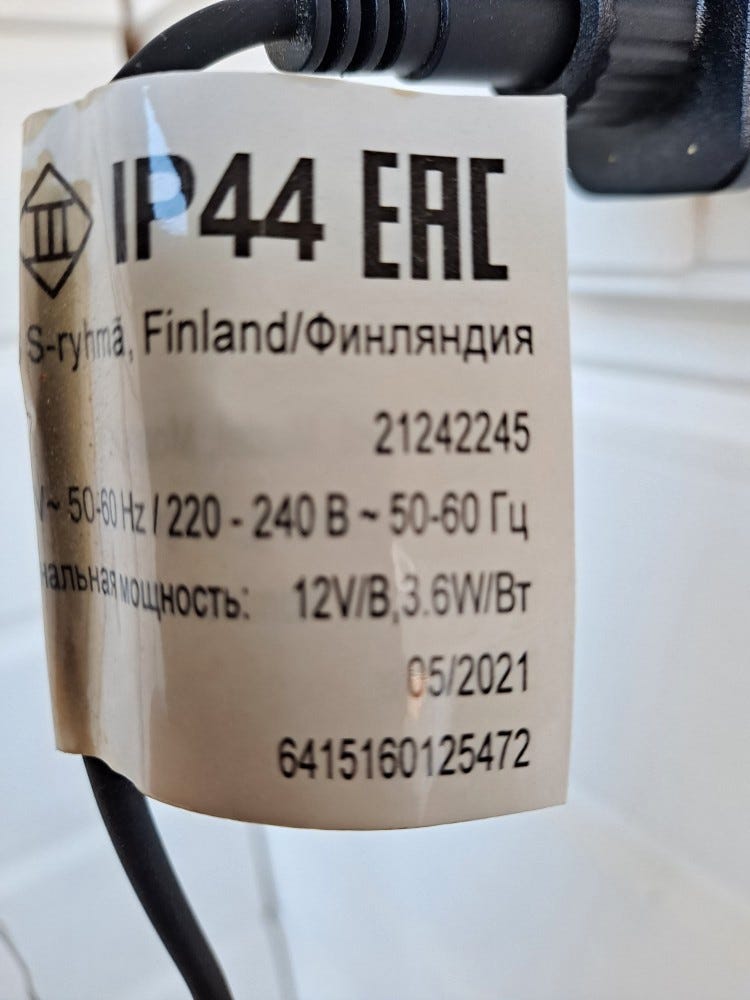 III IP44 EAC
S-ryhmä, Finland/Финляндия
21242245
V~ 50-60 Hz / 220 - 240 В ~ 50-60 Гц
нальная мощность: 12V/В,3.6W/Вт
05/2021
6415160125472